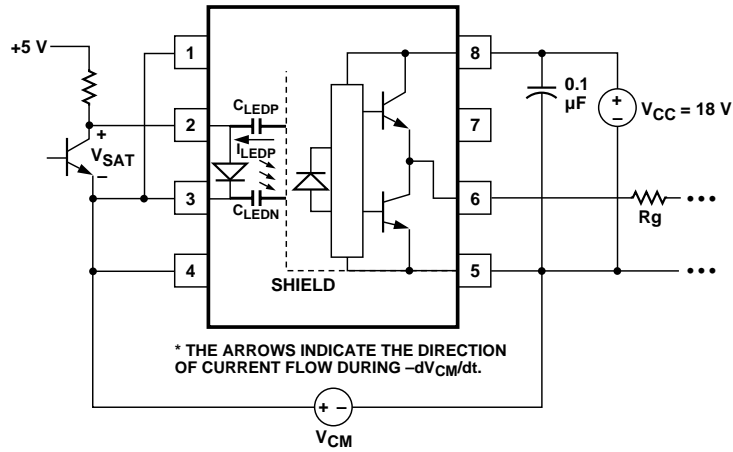 +5 V
1
8
C_LEDP
0.1
µF
+
V_CC = 18 V
–
2
7
+
V_SAT
–
I_LEDP
3
6
C_LEDN
Rg
•••
4
5
•••
SHIELD
* THE ARROWS INDICATE THE DIRECTION
OF CURRENT FLOW DURING –dV_CM/dt.
+ –
V_CM